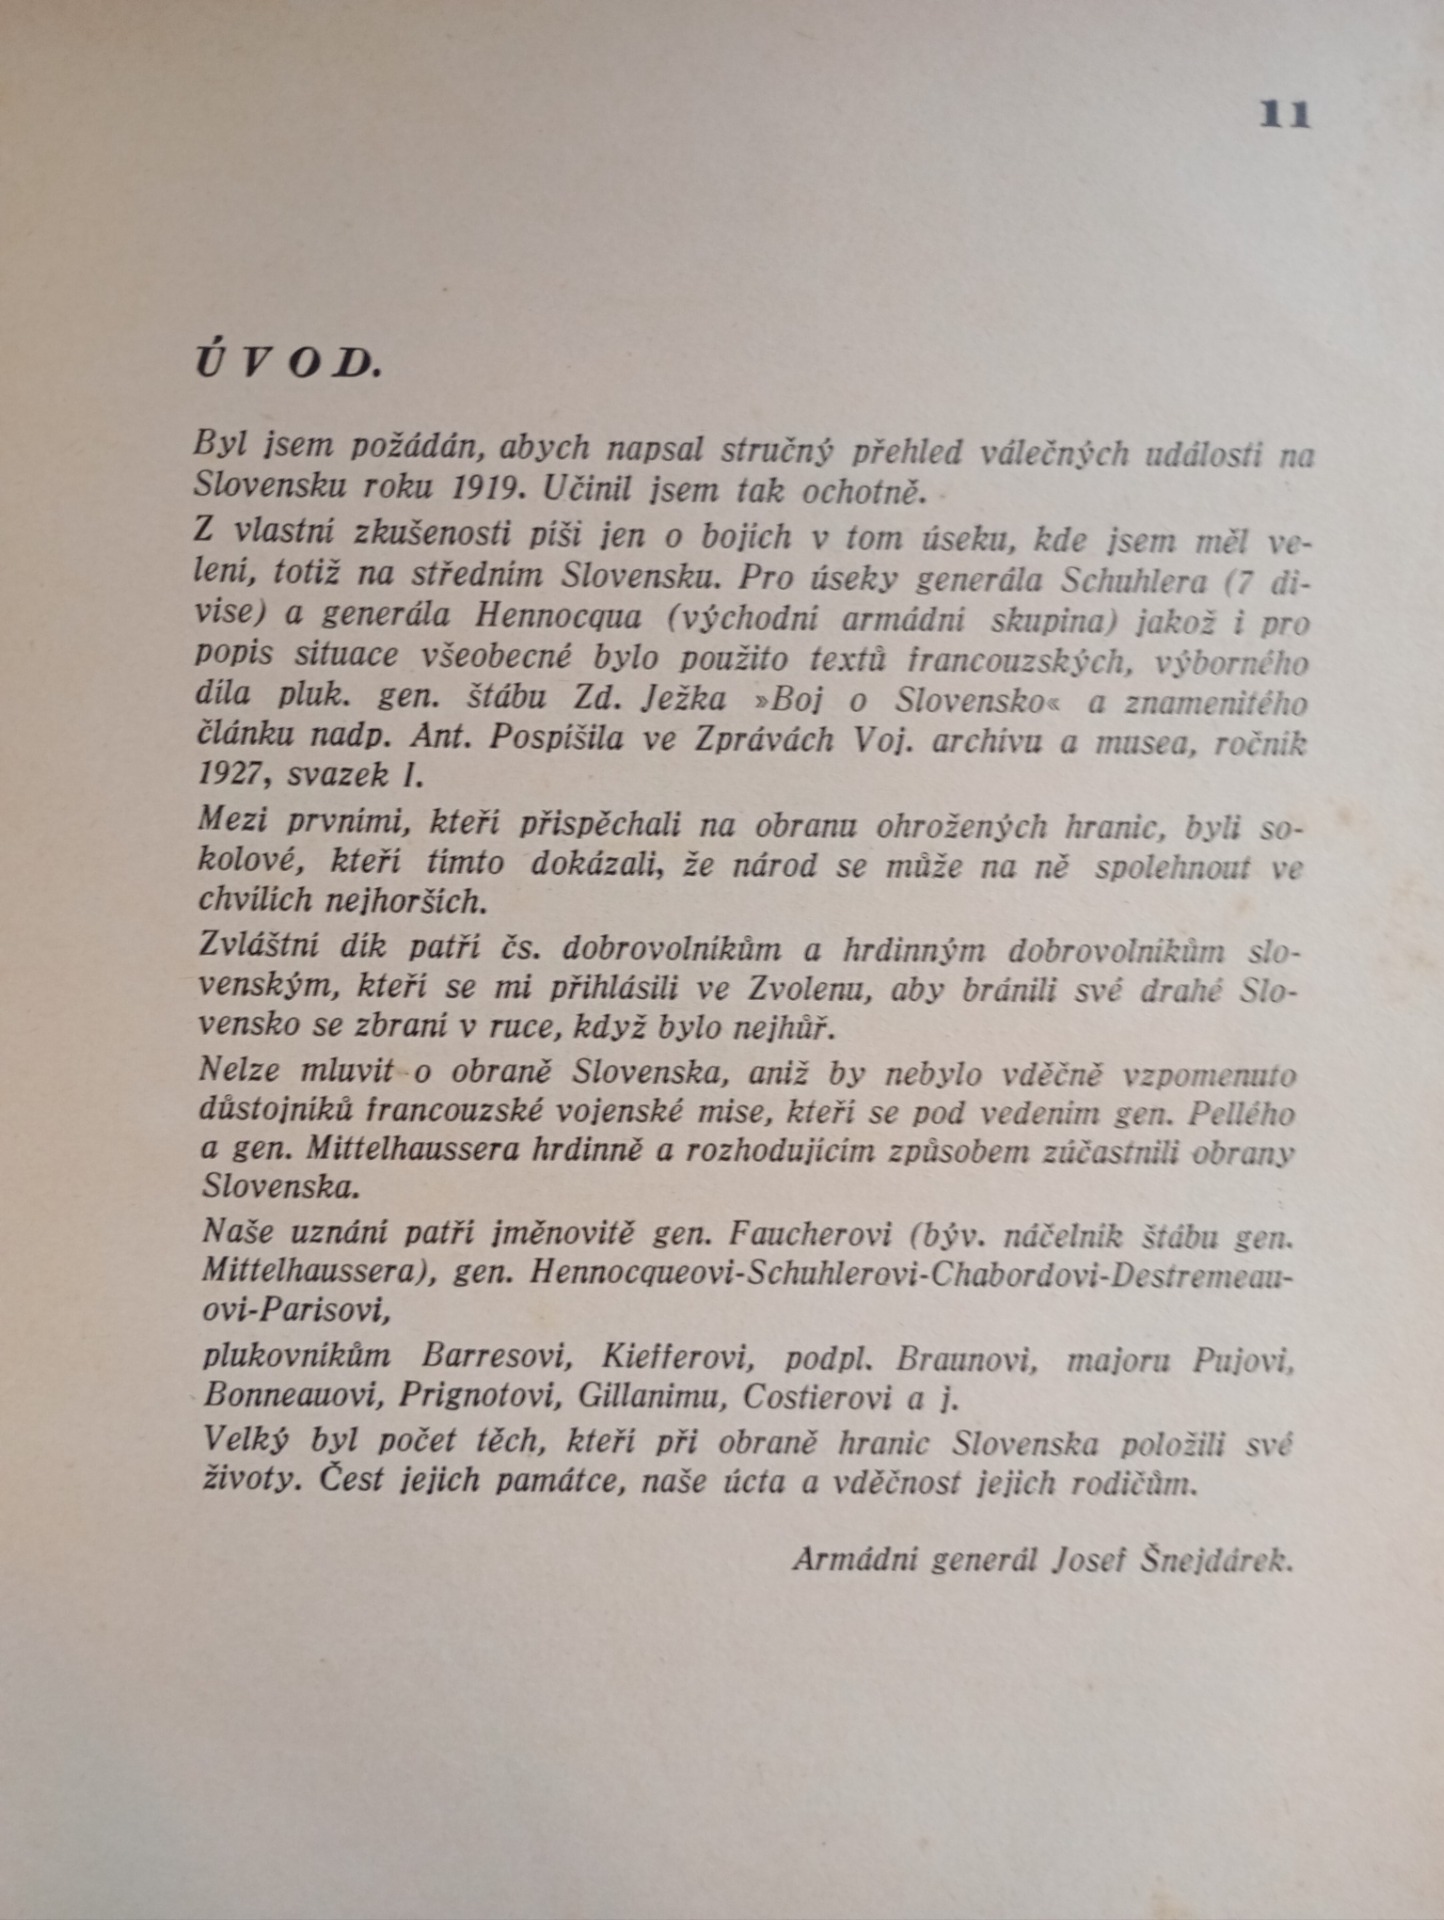 11
ÚVOD.
Byl jsem požádán, abych napsal stručný přehled válečných událostí na
Slovensku roku 1919. Učinil jsem tak ochotně.
Z vlastní zkušenosti píši jen o bojích v tom úseku, kde jsem měl ve-
lení, totiž na středním Slovensku. Pro úseky generála Schuhlera (7 di-
vise) a generála Hennocqua (východní armádní skupina) jakož i pro
popis situace všeobecné bylo použito textů francouzských, výborného
díla pluk. gen. štábu Zd. Ježka »Boj o Slovensko« a znamenitého
článku nadp. Ant. Pospíšila ve Zprávách Voj. archivu a musea, ročník
1927, svazek I.
Mezi prvními, kteří přispěchali na obranu ohrožených hranic, byli so-
kolové, kteří tímto dokázali, že národ se může na ně spolehnout ve
chvílích nejhorších.
Zvláštní dík patří čs. dobrovolníkům a hrdinným dobrovolníkům slo-
venským, kteří se mi přihlásili ve Zvolenu, aby bránili své drahé Slo-
vensko se zbraní v ruce, když bylo nejhůř.
Nelze mluvit o obraně Slovenska, aniž by nebylo vděčně vzpomenuto
důstojníků francouzské vojenské mise, kteří se pod vedením gen. Pellého
a gen. Mittelhaussera hrdinně a rozhodujícím způsobem zúčastnili obrany
Slovenska.
Naše uznání patří jměnovitě gen. Faucherovi (býv. náčelník štábu gen.
Mittelhaussera), gen. Hennocqueovi-Schuhlerovi-Chabordovi-Destremeau-
ovi-Parisovi,
plukovníkům Barresovi, Kiefferovi, podpl. Braunovi, majoru Pujovi,
Bonneauovi, Prignotovi, Gillanimu, Costierovi a j.
Velký byl počet těch, kteří při obraně hranic Slovenska položili své
životy. Čest jejich památce, naše úcta a vděčnost jejich rodičům.
Armádní generál Josef Šnejdárek.